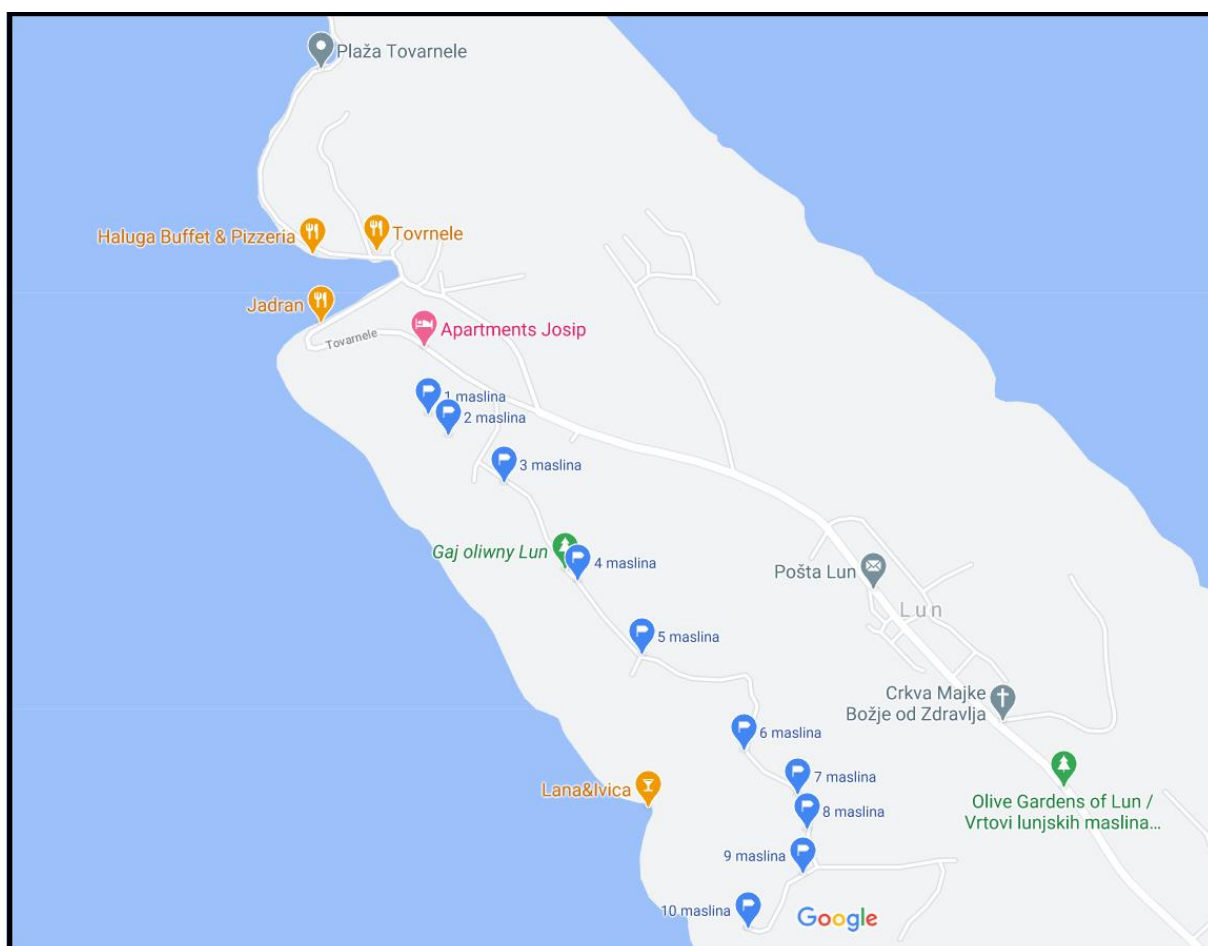 Plaža Tovarnele
Haluga Buffet & Pizzeria
Tovrnele
Jadran
Tovarnele
Apartments Josip
1 maslina
2 maslina
3 maslina
Gaj oliwny Lun
4 maslina
Pošta Lun
Lun
5 maslina
Crkva Majke
Božje od Zdravlja
6 maslina
7 maslina
Lana&Ivica
8 maslina
Olive Gardens of Lun /
Vrtovi lunjskih maslina...
9 maslina
10 maslina
Google